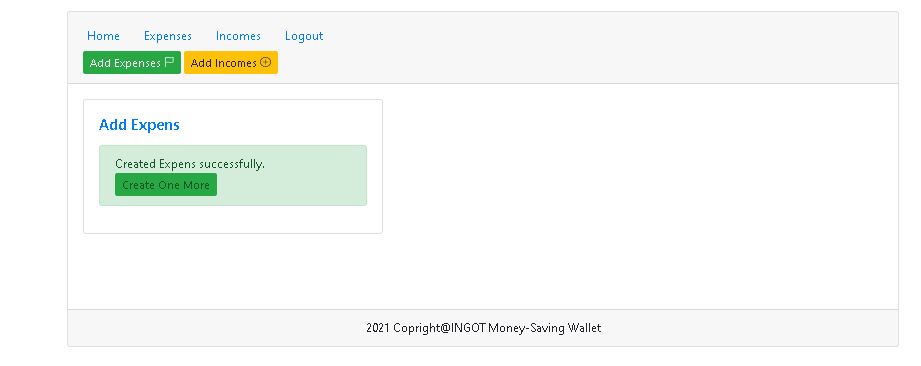 Home Expenses Incomes Logout
Add Expenses Add Incomes
Add Expens
Created Expens successfully.
Create One More
2021 Copright@INGOT Money-Saving Wallet